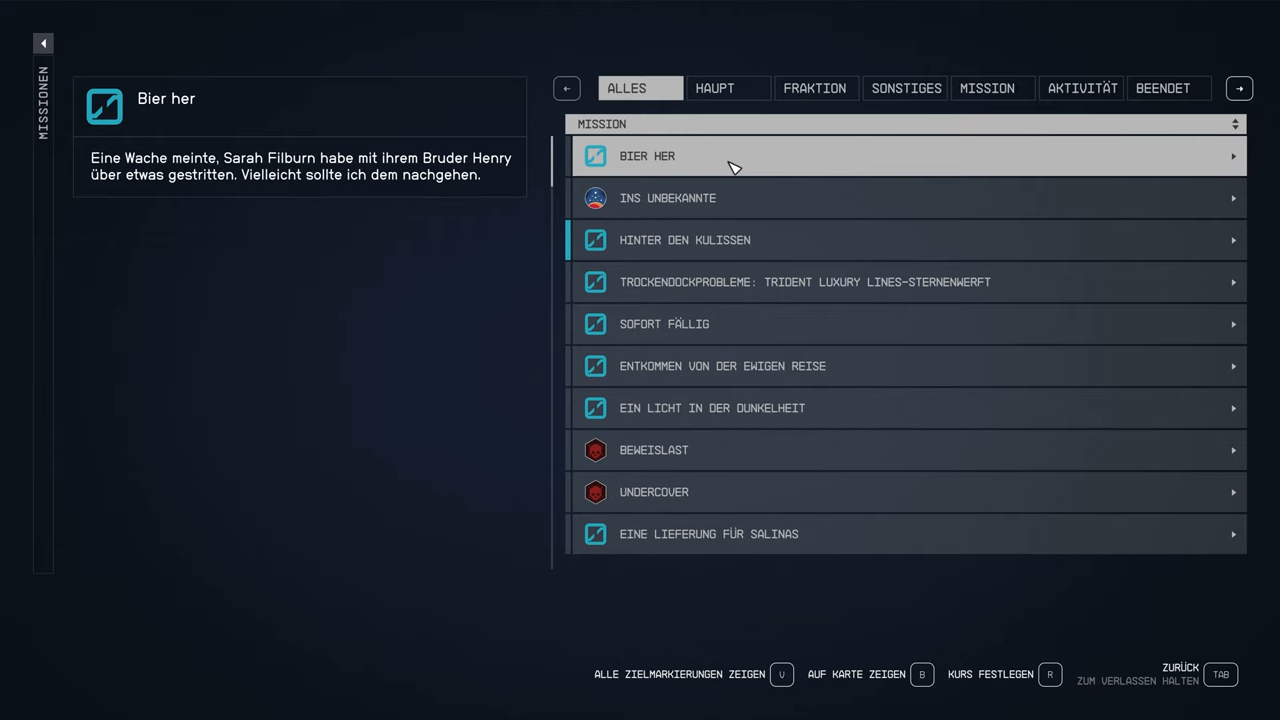 MISSIONEN
Bier her
Eine Wache meinte, Sarah Filburn habe mit ihrem Bruder Henry
über etwas gestritten. Vielleicht sollte ich dem nachgehen.
ALLES HAUPT FRAKTION SONSTIGES MISSION AKTIVITÄT BEENDET
MISSION
BIER HER
INS UNBEKANNTE
HINTER DEN KULISSEN
TROCKENDOCKPROBLEME: TRIDENT LUXURY LINES-STERNENWERFT
SOFORT FÄLLIG
ENTKOMMEN VON DER EWIGEN REISE
EIN LICHT IN DER DUNKELHEIT
BEWEISLAST
UNDERCOVER
EINE LIEFERUNG FÜR SALINAS
ALLE ZIELMARKIERUNGEN ZEIGEN V AUF KARTE ZEIGEN B KURS FESTLEGEN R ZURÜCK TAB
ZUM VERLASSEN HALTEN